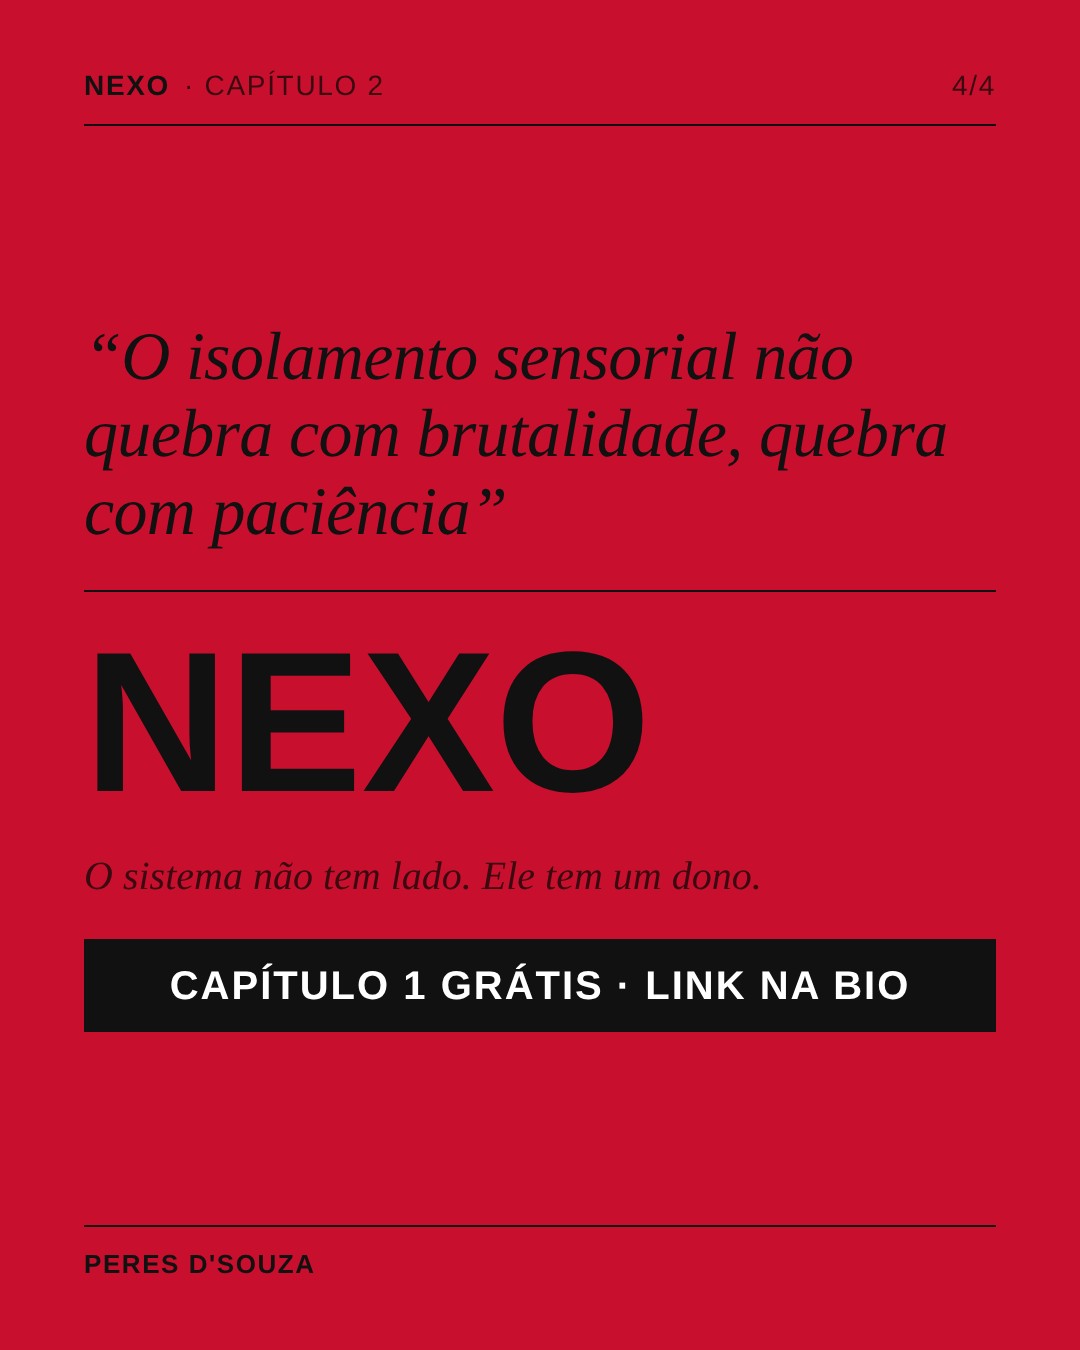 NEXO · CAPÍTULO 2
4/4
“O isolamento sensorial não
quebra com brutalidade, quebra
com paciência”
NEXO
O sistema não tem lado. Ele tem um dono.
CAPÍTULO 1 GRÁTIS · LINK NA BIO
PERES D'SOUZA